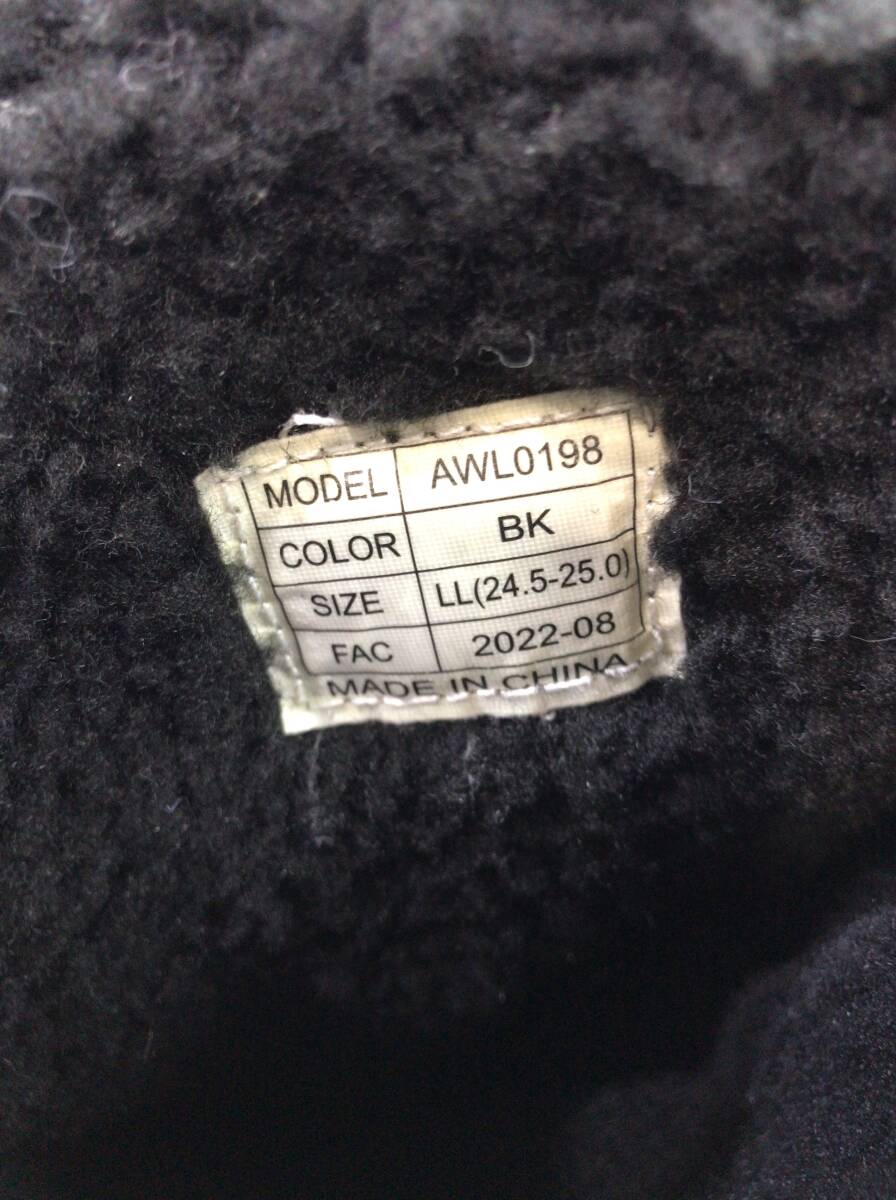 MODEL AWL0198
COLOR BK
SIZE LL(24.5-25.0)
FAC 2022-08
MADE IN CHINA